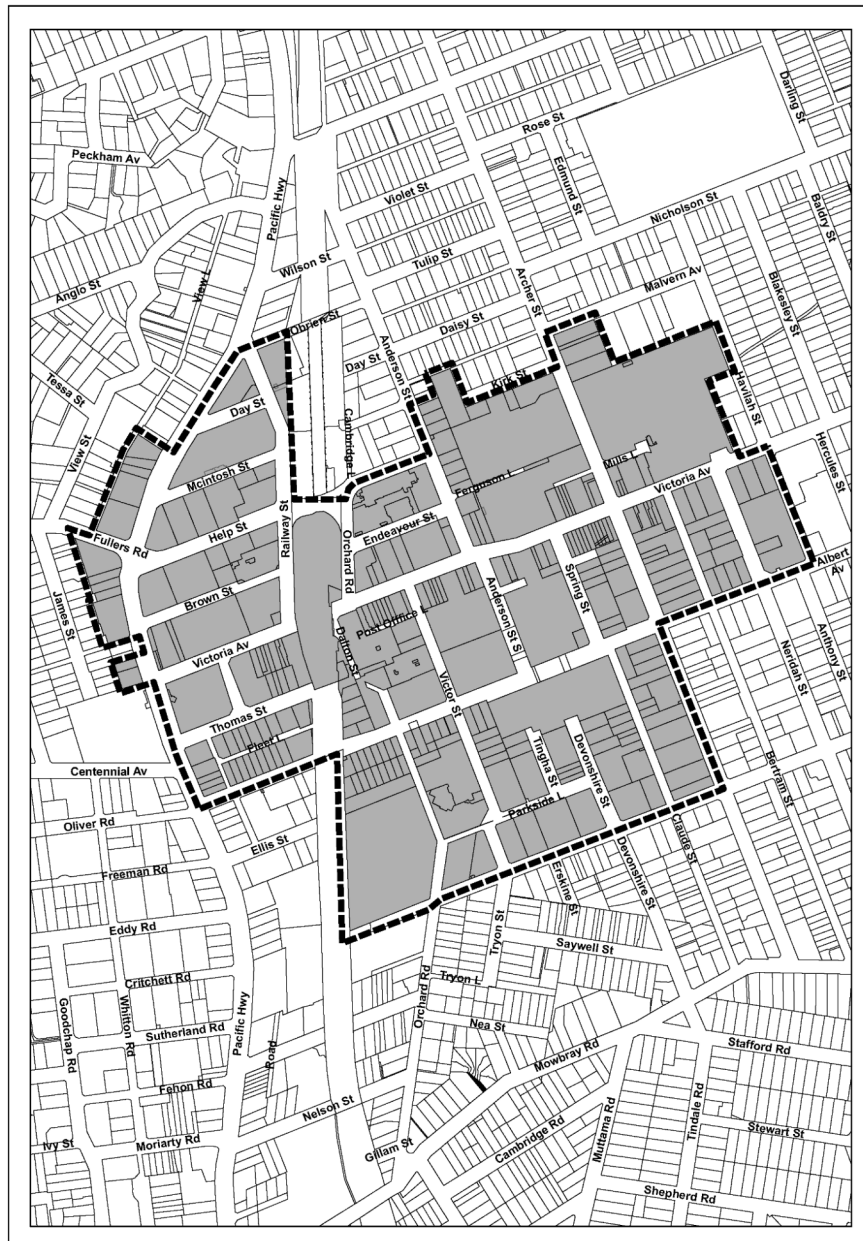 Darling St
Rose St
Peckham Av
Edmund St
Pacific Hwy
Violet St
Nicholson St
Baldry St
View L
Wilson St
Tulip St
Anglo St
Archer St
Malvern Av
Blakesley St
Obrien St
Daisy St
Anderson St
Day St
Tessa St
Kirk St
Havilah St
Day St
Cambridge L
View St
Hercules St
Mcintosh St
Mills L
Ferguson L
Victoria Av
Help St
Railway St
Endeavour St
Fullers Rd
Orchard Rd
Albert Av
James St
Brown St
Spring St
Anderson St S
Post Office L
Dalton St
Victoria Av
Neridah St
Anthony St
Thomas St
Victor St
Fleet L
Tingha St
Devonshire St
Bertram St
Centennial Av
Parkside L
Oliver Rd
Ellis St
Claude St
Freeman Rd
Erskine St
Devonshire St
Eddy Rd
Tryon St
Saywell St
Critchett Rd
Tryon L
Orchard Rd
Goodchap Rd
Whitton Rd
Pacific Hwy
Sutherland Rd
Nea St
Road
Mowbray Rd
Stafford Rd
Fehon Rd
Nelson St
Muttama Rd
Tindale Rd
Ivy St
Moriarty Rd
Gillam St
Cambridge Rd
Stewart St
Shepherd Rd